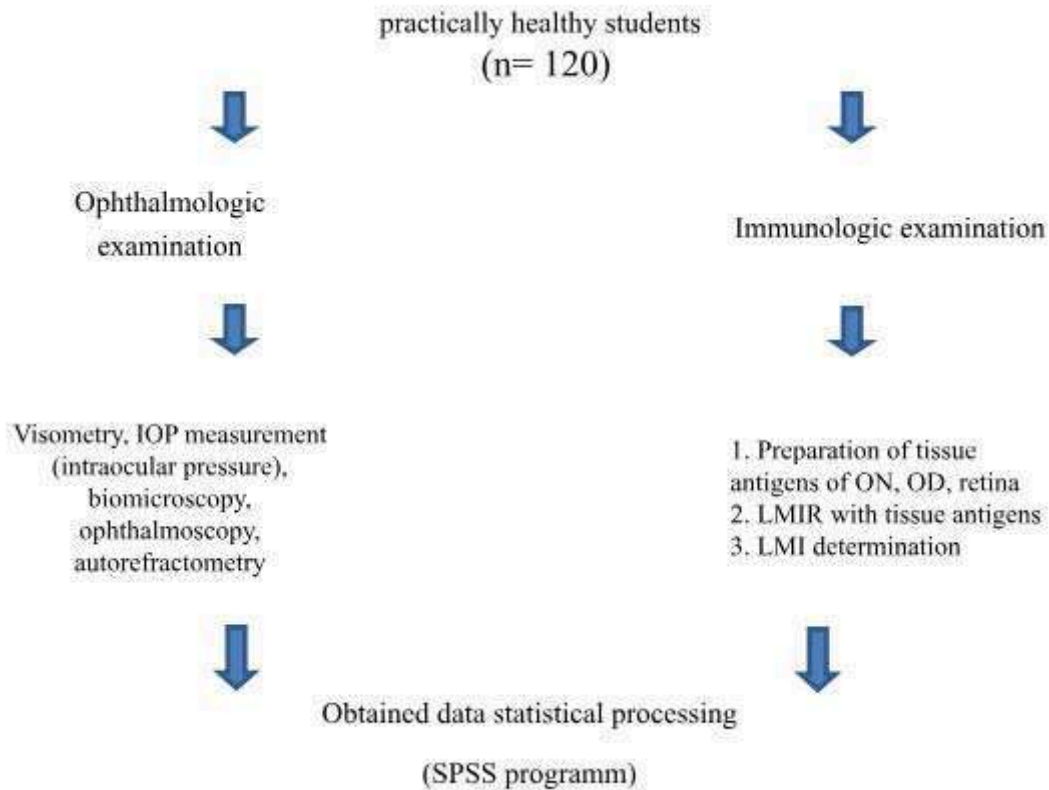 practically healthy students
(n= 120)
Ophthalmologic
examination
Immunologic examination
Visometry, IOP measurement
(intraocular pressure),
biomicroscopy,
ophthalmoscopy,
autorefractometry
1. Preparation of tissue
antigens of ON, OD, retina
2. LMIR with tissue antigens
3. LMI determination
Obtained data statistical processing
(SPSS programm)